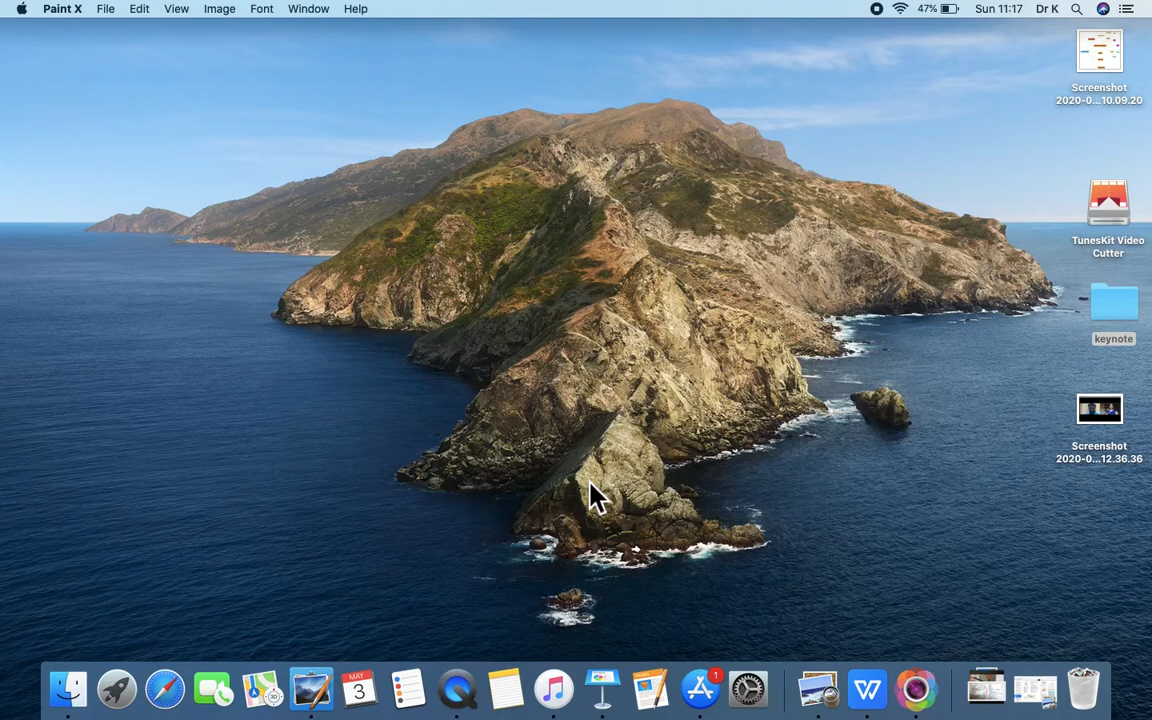 Paint X File Edit View Image Font Window Help 47% Sun 11:17 Dr K
Screenshot
2020-0...10.09.20
TunesKit Video
Cutter
keynote
Screenshot
2020-0...12.36.36
MAY
3
3D
1
W